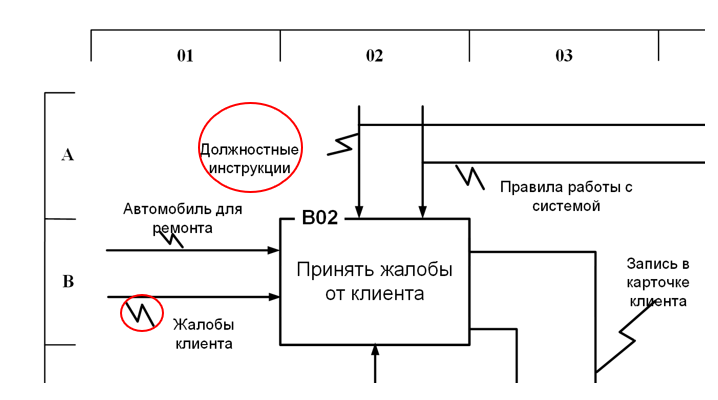 01
02
03
A
Должностные
инструкции
Правила работы с
системой
Автомобиль для
ремонта
B02
B
Принять жалобы
от клиента
Запись в
карточке
клиента
Жалобы
клиента